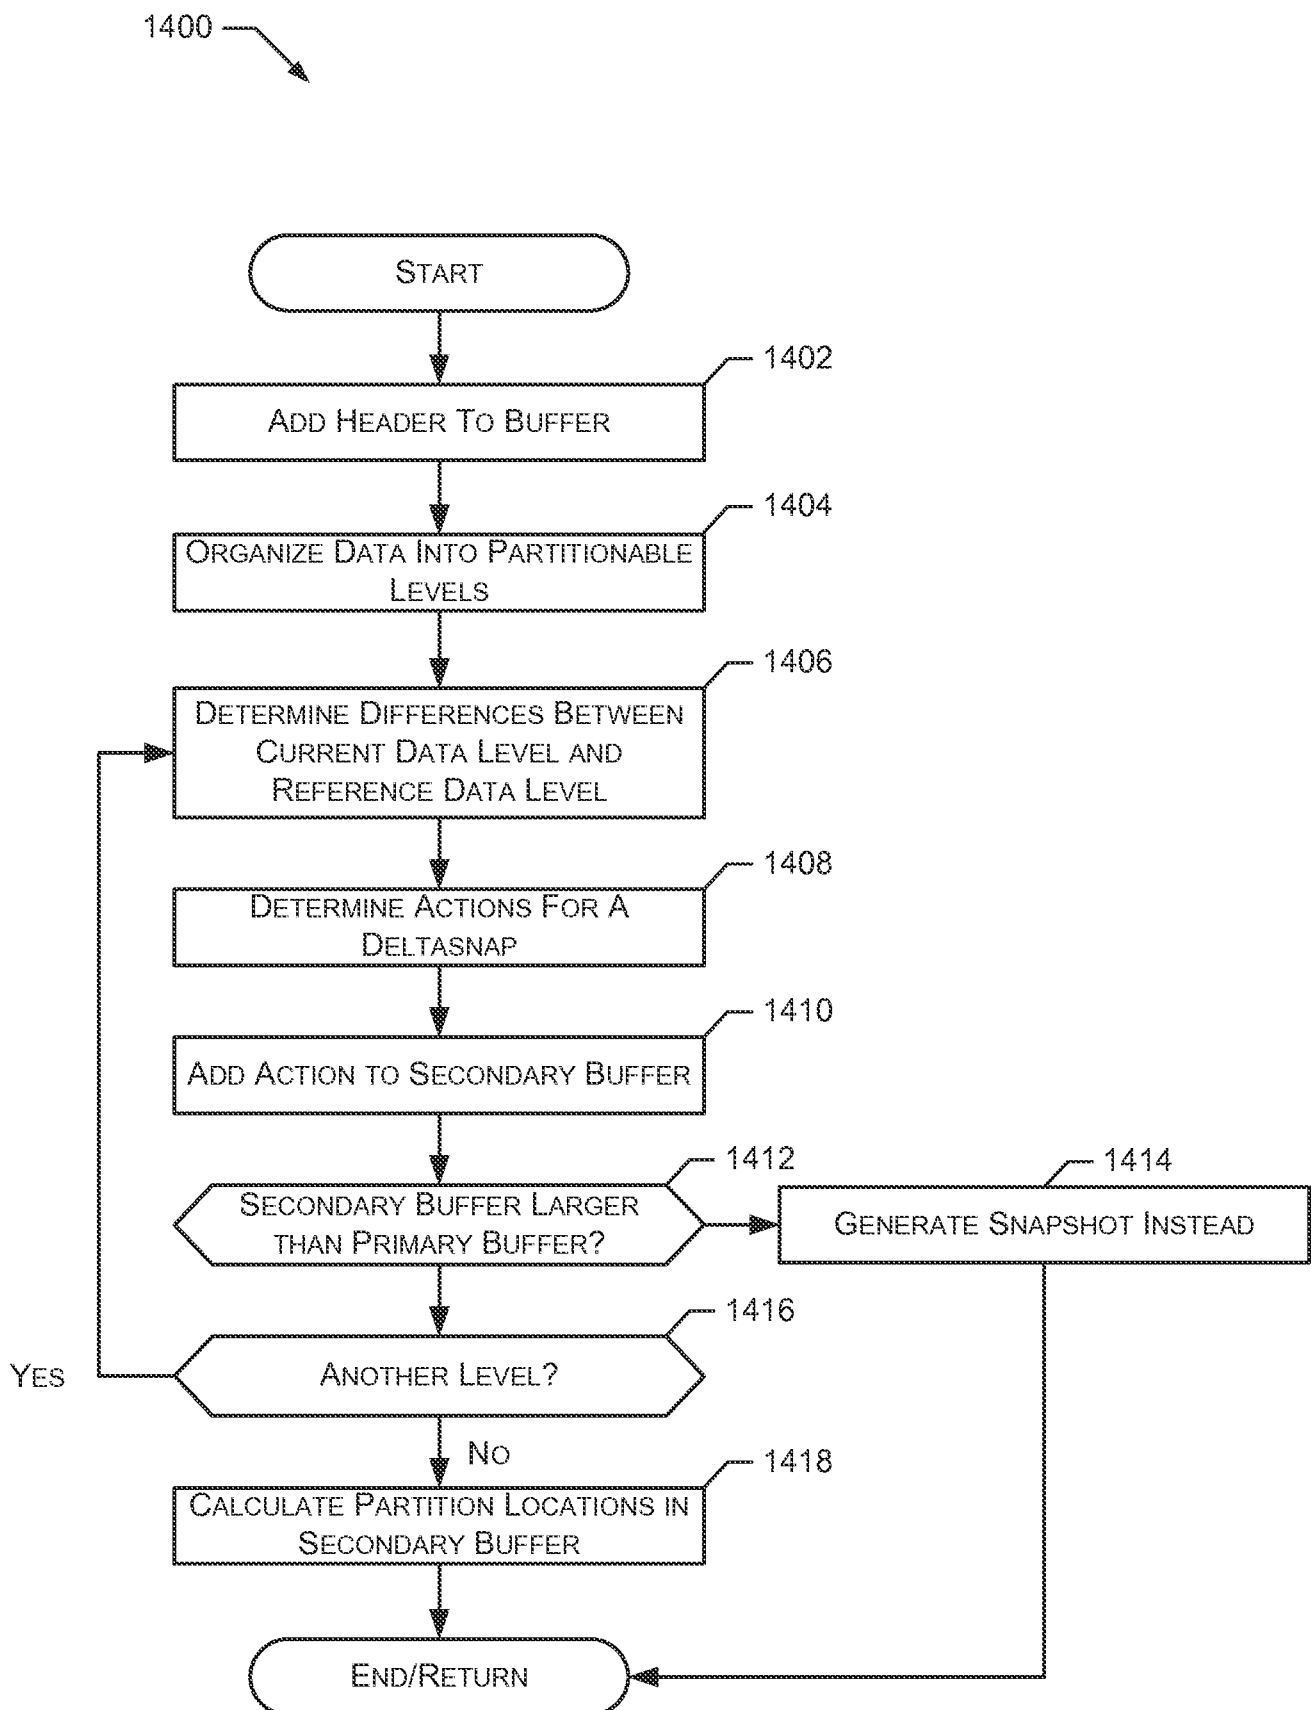 1400
START
1402
ADD HEADER TO BUFFER
1404
ORGANIZE DATA INTO PARTITIONABLE
LEVELS
1406
DETERMINE DIFFERENCES BETWEEN
CURRENT DATA LEVEL AND
REFERENCE DATA LEVEL
1408
DETERMINE ACTIONS FOR A
DELTASNAP
1410
ADD ACTION TO SECONDARY BUFFER
1412
SECONDARY BUFFER LARGER
THAN PRIMARY BUFFER?
1414
GENERATE SNAPSHOT INSTEAD
1416
ANOTHER LEVEL?
YES
NO
1418
CALCULATE PARTITION LOCATIONS IN
SECONDARY BUFFER
END/RETURN